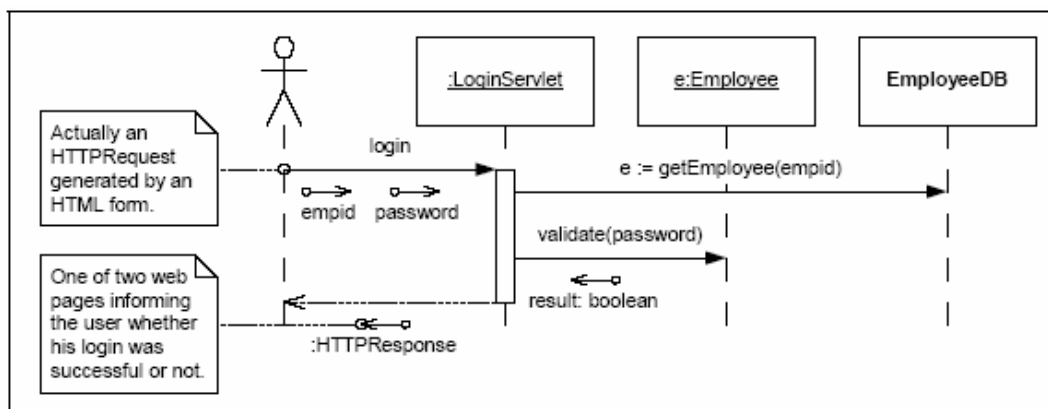 :LoginServlet
e:Employee
EmployeeDB
Actually an
HTTPRequest
generated by an
HTML form.
login
empid
password
e := getEmployee(empid)
validate(password)
result: boolean
One of two web
pages informing
the user whether
his login was
successful or not.
:HTTPResponse